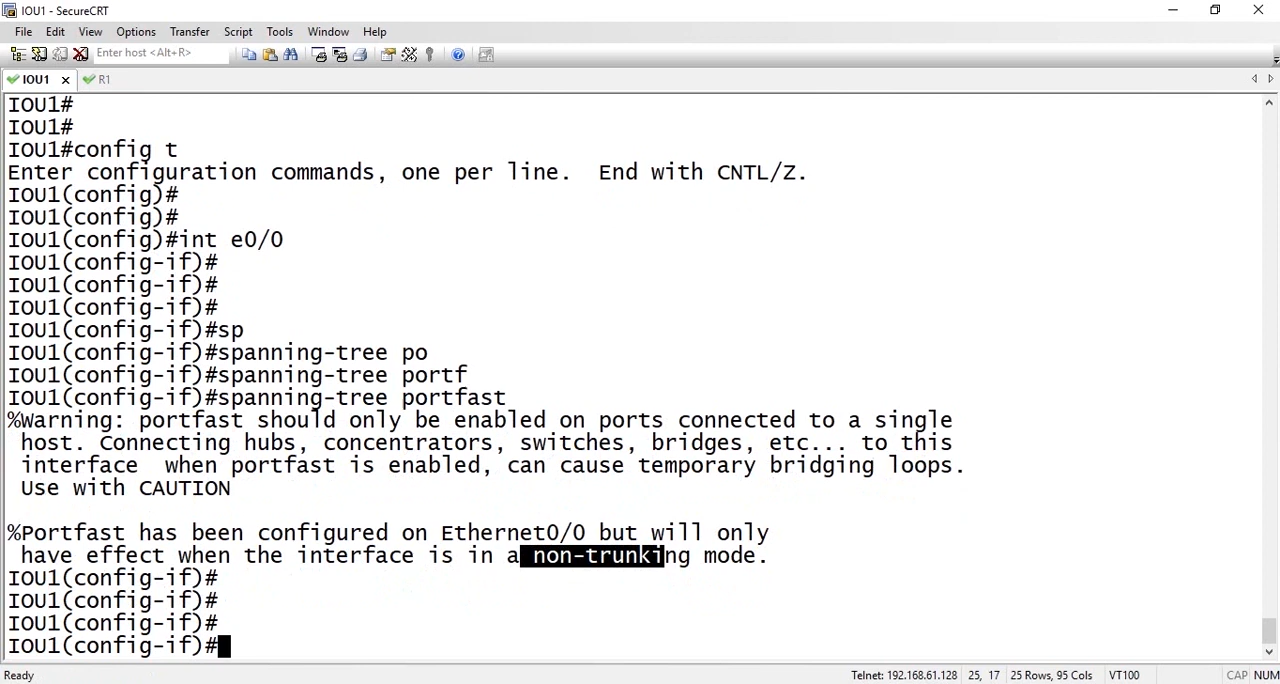 IOU1 - SecureCRT
File Edit View Options Transfer Script Tools Window Help
Enter host <Alt+R>
IOU1 R1
IOU1#
IOU1#
IOU1#config t
Enter configuration commands, one per line.  End with CNTL/Z.
IOU1(config)#
IOU1(config)#
IOU1(config)#int e0/0
IOU1(config-if)#
IOU1(config-if)#
IOU1(config-if)#
IOU1(config-if)#sp
IOU1(config-if)#spanning-tree po
IOU1(config-if)#spanning-tree portf
IOU1(config-if)#spanning-tree portfast
%Warning: portfast should only be enabled on ports connected to a single
host. Connecting hubs, concentrators, switches, bridges, etc... to this
interface  when portfast is enabled, can cause temporary bridging loops.
Use with CAUTION
%Portfast has been configured on Ethernet0/0 but will only
have effect when the interface is in a non-trunking mode.
IOU1(config-if)#
IOU1(config-if)#
IOU1(config-if)#
IOU1(config-if)#
Ready Telnet: 192.168.61.128 25, 17 25 Rows, 95 Cols VT100 CAP NUM